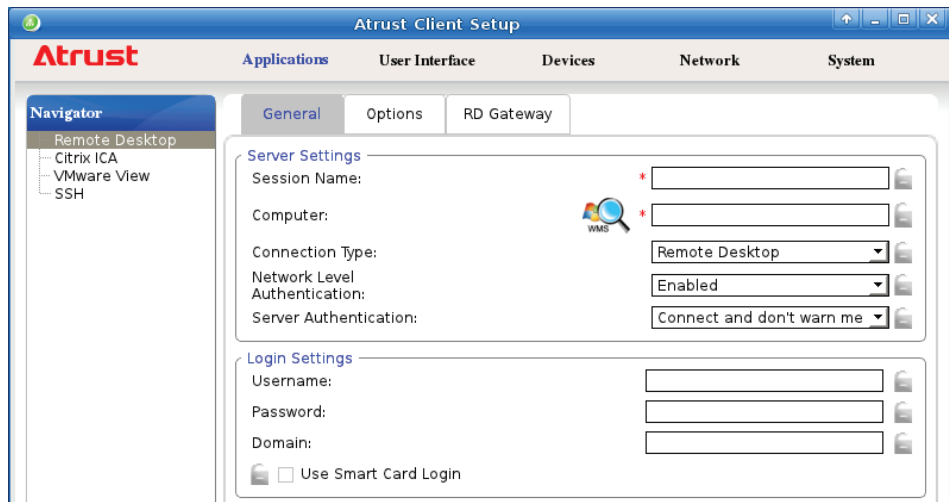 Atrust Client Setup
Atrust
Applications User Interface Devices Network System
Navigator
Remote Desktop
Citrix ICA
VMware View
SSH
General Options RD Gateway
Server Settings
Session Name: *
Computer: WMS *
Connection Type: Remote Desktop
Network Level
Authentication: Enabled
Server Authentication: Connect and don't warn me
Login Settings
Username:
Password:
Domain:
Use Smart Card Login